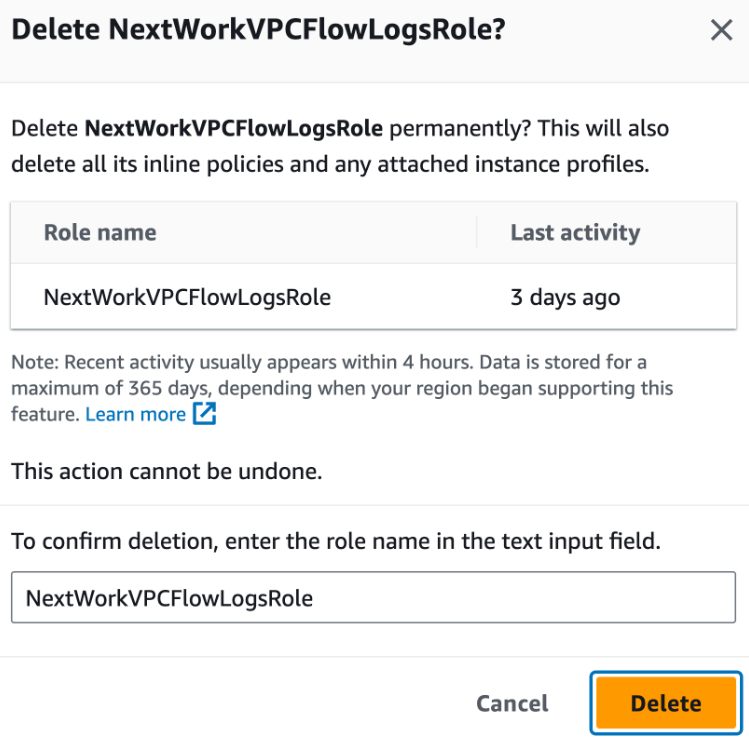 Delete NextWorkVPCFlowLogsRole?
Delete NextWorkVPCFlowLogsRole permanently? This will also
delete all its inline policies and any attached instance profiles.
Role name Last activity
NextWorkVPCFlowLogsRole 3 days ago
Note: Recent activity usually appears within 4 hours. Data is stored for a
maximum of 365 days, depending when your region began supporting this
feature. Learn more
This action cannot be undone.
To confirm deletion, enter the role name in the text input field.
NextWorkVPCFlowLogsRole
Cancel Delete